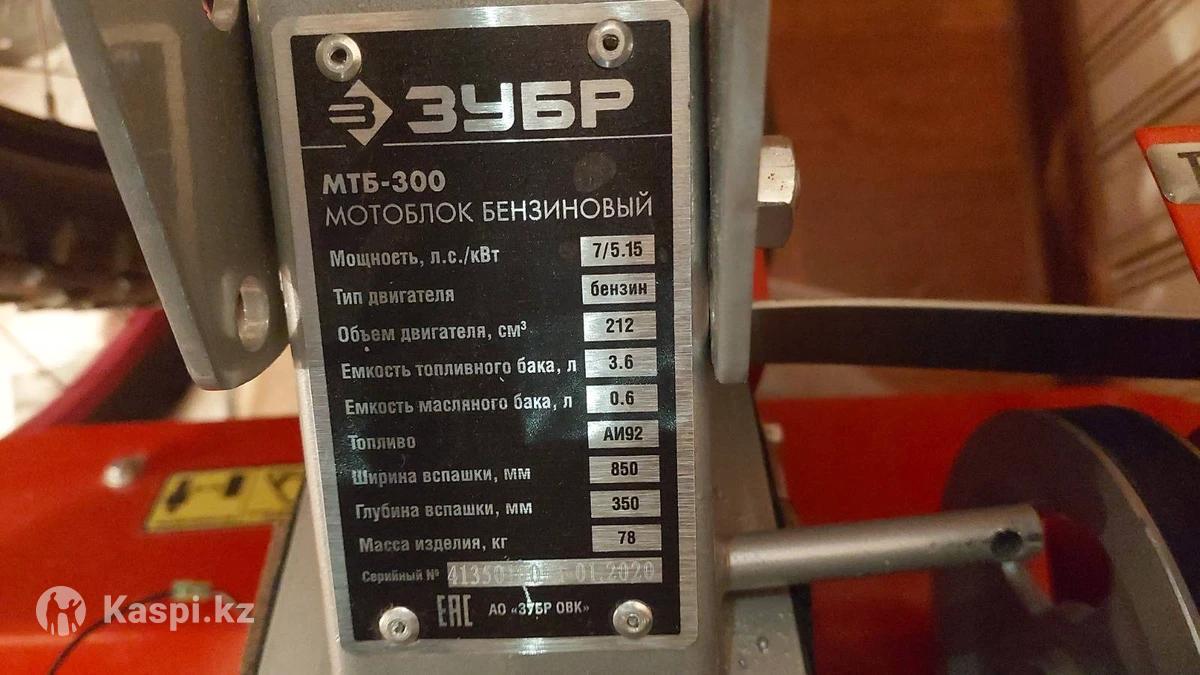 ЗУБР
МТБ-300
МОТОБЛОК БЕНЗИНОВЫЙ
Мощность, л.с./кВт 7/5.15
Тип двигателя бензин
Объем двигателя, см³ 212
Емкость топливного бака, л 3.6
Емкость масляного бака, л 0.6
Топливо АИ92
Ширина вспашки, мм 850
Глубина вспашки, мм 350
Масса изделия, кг 78
Серийный №
ЕАС АО «ЗУБР ОВК»
Kaspi.kz